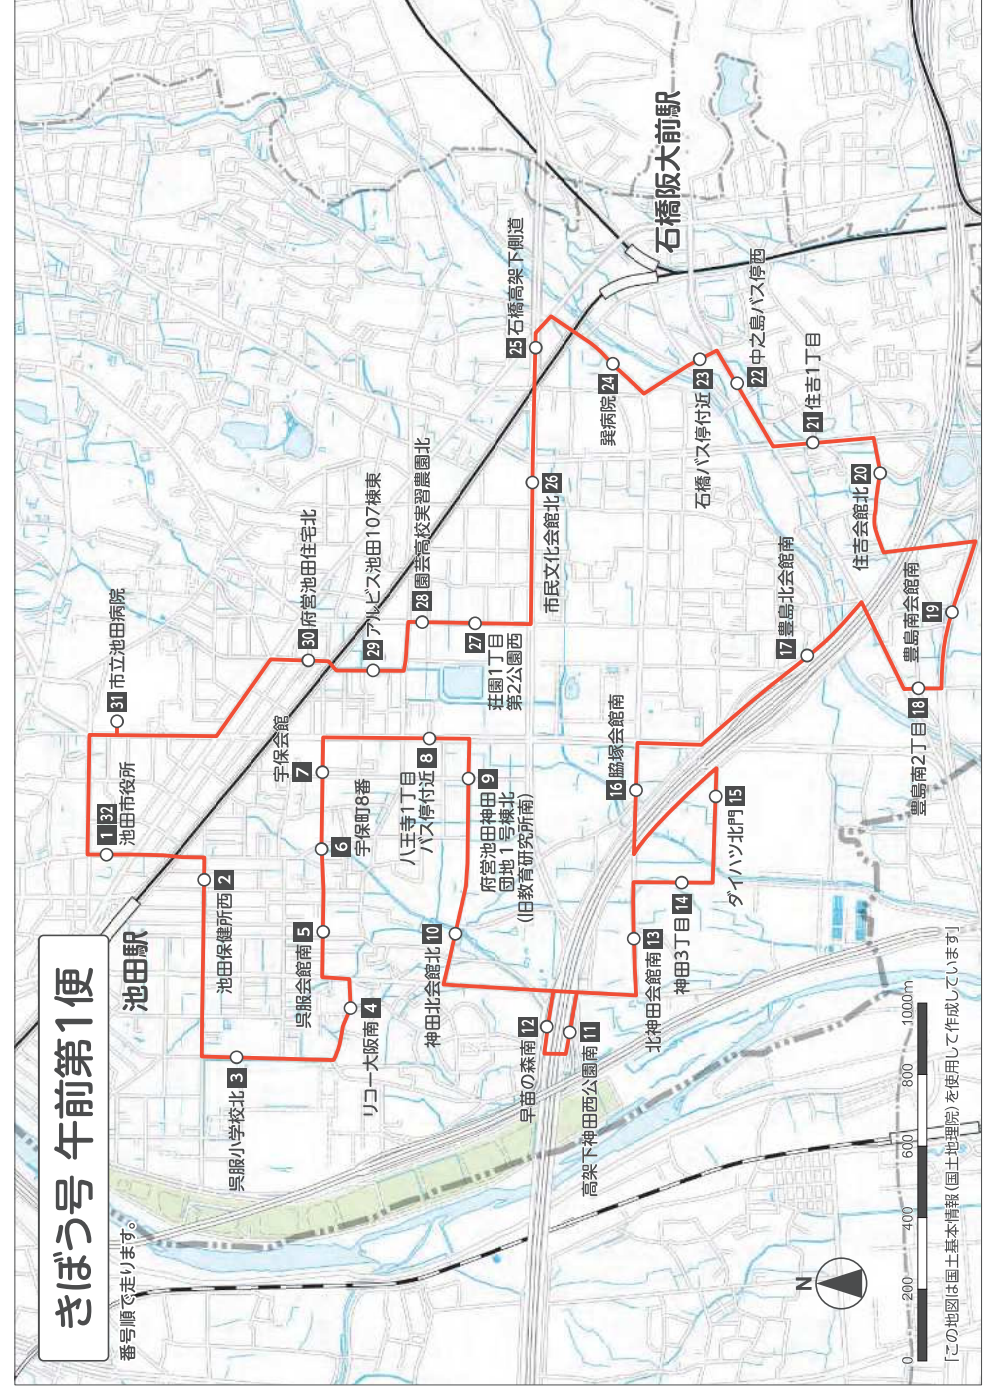 きぼう号 午前第1便
番号順で走ります。
池田駅
石橋阪大前駅
1 32
池田市役所
2
池田保健所西
呉服小学校北 3
リコー大阪南 4
呉服会館南 5
6
宇保町8番
7
宇保会館
8
八王寺1丁目
バス停付近
9
府営池田神田
団地1号棟北
(旧教育研究所南)
神田北会館北 10
高架下神田西公園南 11
早苗の森南 12
北神田会館南 13
神田3丁目 14
ダイハツ北門 15
16 脇塚会館南
17 豊島北会館南
豊島南2丁目 18
豊島南会館南
19
住吉会館北 20
21 住吉1丁目
22 中之島バス停西
23
石橋バス停付近
巽病院 24
25 石橋高架下側道
市民文化会館北 26
27
荘園1丁目
第2公園西
28 園芸高校実習農園北
29 アルビス池田107棟東
30 府営池田住宅北
31 市立池田病院
N
0 200 400 600 800 1000m
「この地図は国土基本情報(国土地理院)を使用して作成しています」